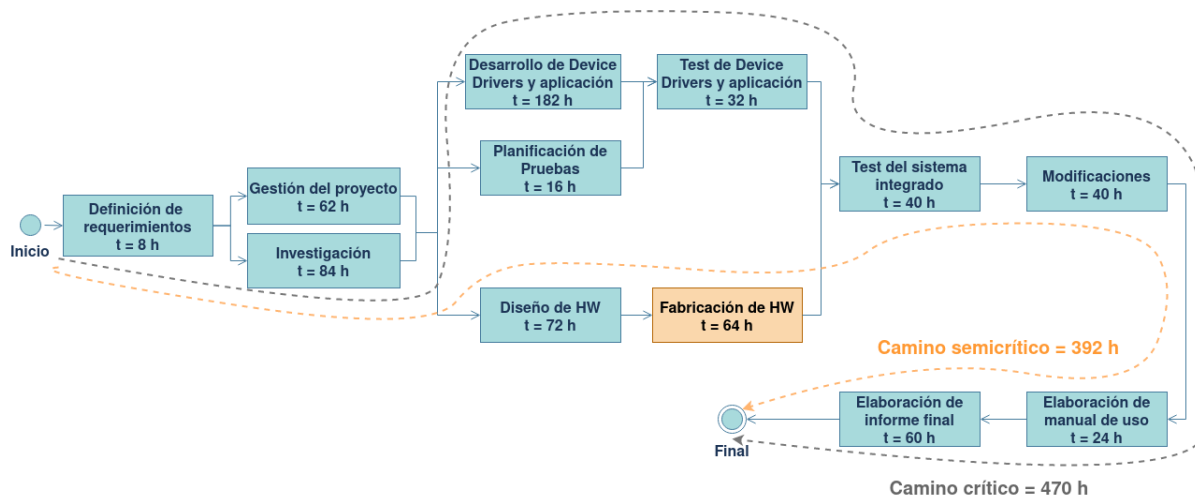 Inicio
Definición de
requerimientos
t = 8 h
Gestión del proyecto
t = 62 h
Investigación
t = 84 h
Desarrollo de Device
Drivers y aplicación
t = 182 h
Planificación de
Pruebas
t = 16 h
Diseño de HW
t = 72 h
Test de Device
Drivers y aplicación
t = 32 h
Fabricación de HW
t = 64 h
Test del sistema
integrado
t = 40 h
Modificaciones
t = 40 h
Camino semicrítico = 392 h
Elaboración de
manual de uso
t = 24 h
Elaboración de
informe final
t = 60 h
Final
Camino crítico = 470 h